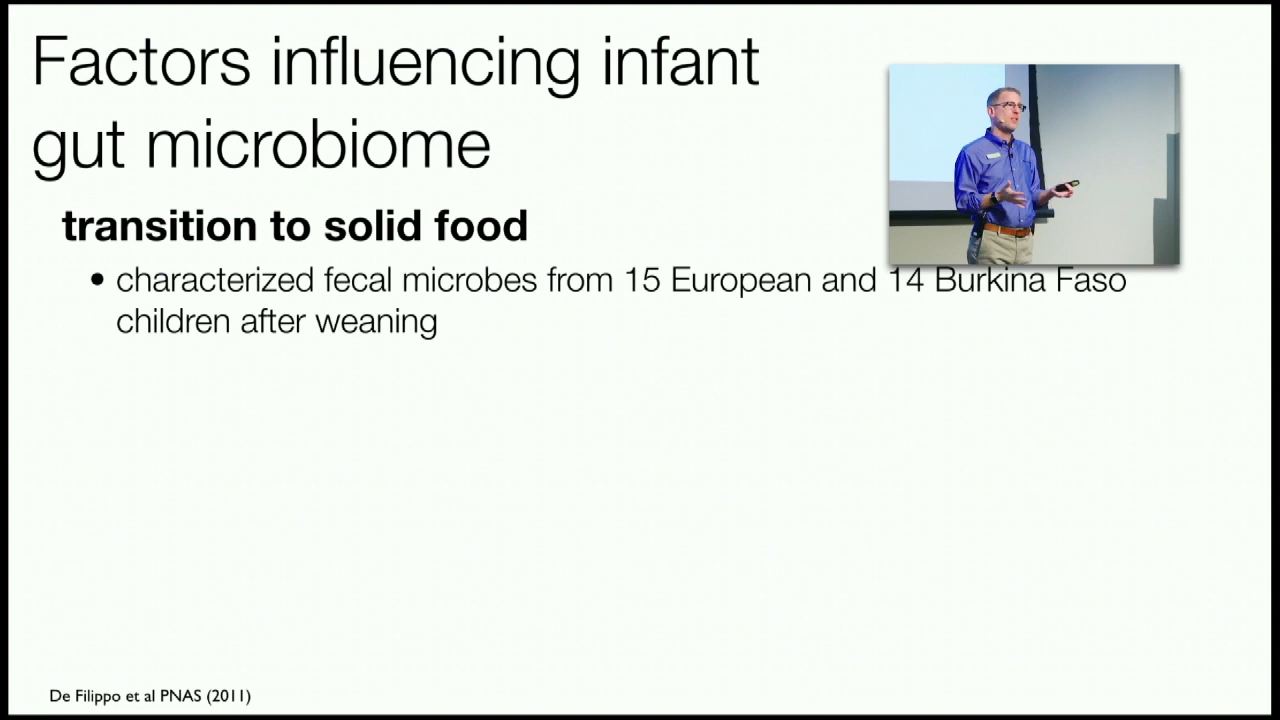 Factors influencing infant
gut microbiome
transition to solid food
• characterized fecal microbes from 15 European and 14 Burkina Faso
children after weaning
De Filippo et al PNAS (2011)